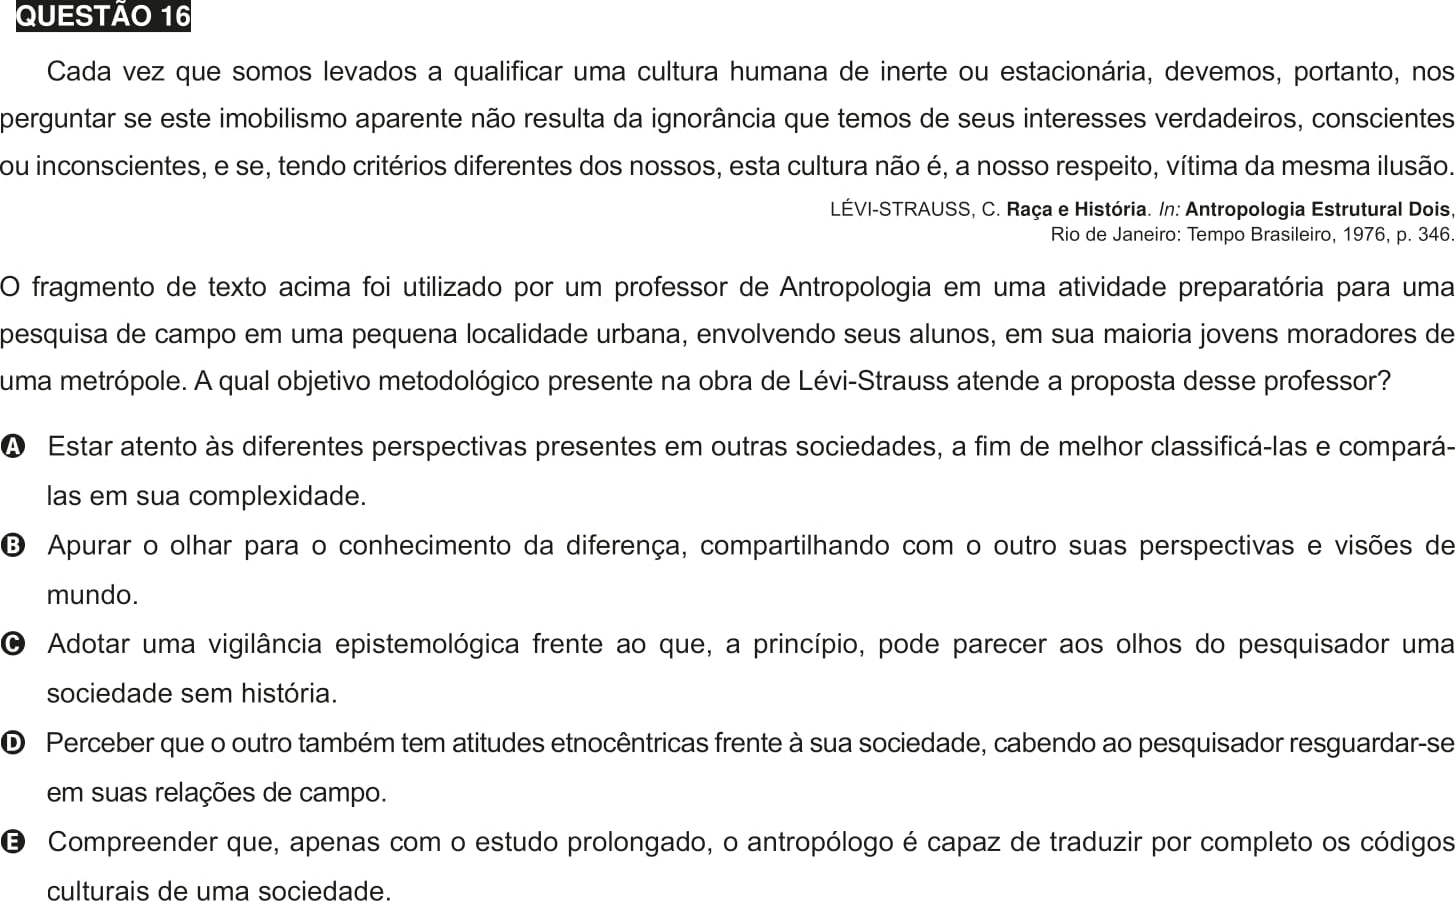 QUESTÃO 16
Cada vez que somos levados a qualificar uma cultura humana de inerte ou estacionária, devemos, portanto, nos
perguntar se este imobilismo aparente não resulta da ignorância que temos de seus interesses verdadeiros, conscientes
ou inconscientes, e se, tendo critérios diferentes dos nossos, esta cultura não é, a nosso respeito, vítima da mesma ilusão.
LÉVI-STRAUSS, C. Raça e História. In: Antropologia Estrutural Dois,
Rio de Janeiro: Tempo Brasileiro, 1976, p. 346.
O fragmento de texto acima foi utilizado por um professor de Antropologia em uma atividade preparatória para uma
pesquisa de campo em uma pequena localidade urbana, envolvendo seus alunos, em sua maioria jovens moradores de
uma metrópole. A qual objetivo metodológico presente na obra de Lévi-Strauss atende a proposta desse professor?
A Estar atento às diferentes perspectivas presentes em outras sociedades, a fim de melhor classificá-las e compará-
las em sua complexidade.
B Apurar o olhar para o conhecimento da diferença, compartilhando com o outro suas perspectivas e visões de
mundo.
C Adotar uma vigilância epistemológica frente ao que, a princípio, pode parecer aos olhos do pesquisador uma
sociedade sem história.
D Perceber que o outro também tem atitudes etnocêntricas frente à sua sociedade, cabendo ao pesquisador resguardar-se
em suas relações de campo.
E Compreender que, apenas com o estudo prolongado, o antropólogo é capaz de traduzir por completo os códigos
culturais de uma sociedade.